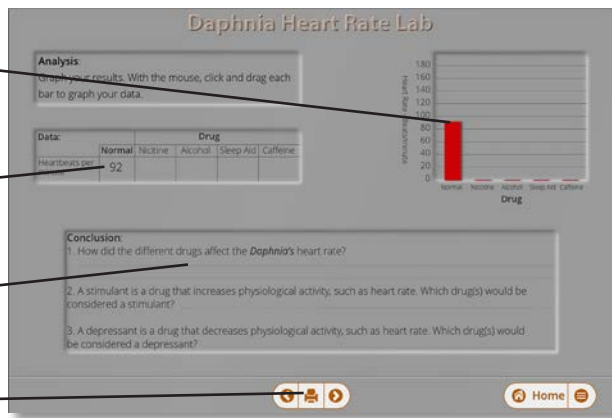 Daphnia Heart Rate Lab
Analysis:
Graph your results. With the mouse, click and drag each
bar to graph your data.
Data:
Drug
Normal Nicitine Alcohol Sleep Aid Caffeine
Heartbeats per
92
180
160
140
120
100
80
60
40
20
0
Heart Rate
Normal Nicotine Alcohol Sleep Aid Caffeine
Drug
Conclusion:
1. How did the different drugs affect the Daphnia's heart rate?
2. A stimulant is a drug that increases physiological activity, such as heart rate. Which drug(s) would be
considered a stimulant?
3. A depressant is a drug that decreases physiological activity, such as heart rate. Which drug(s) would
be considered a depressant?
Home